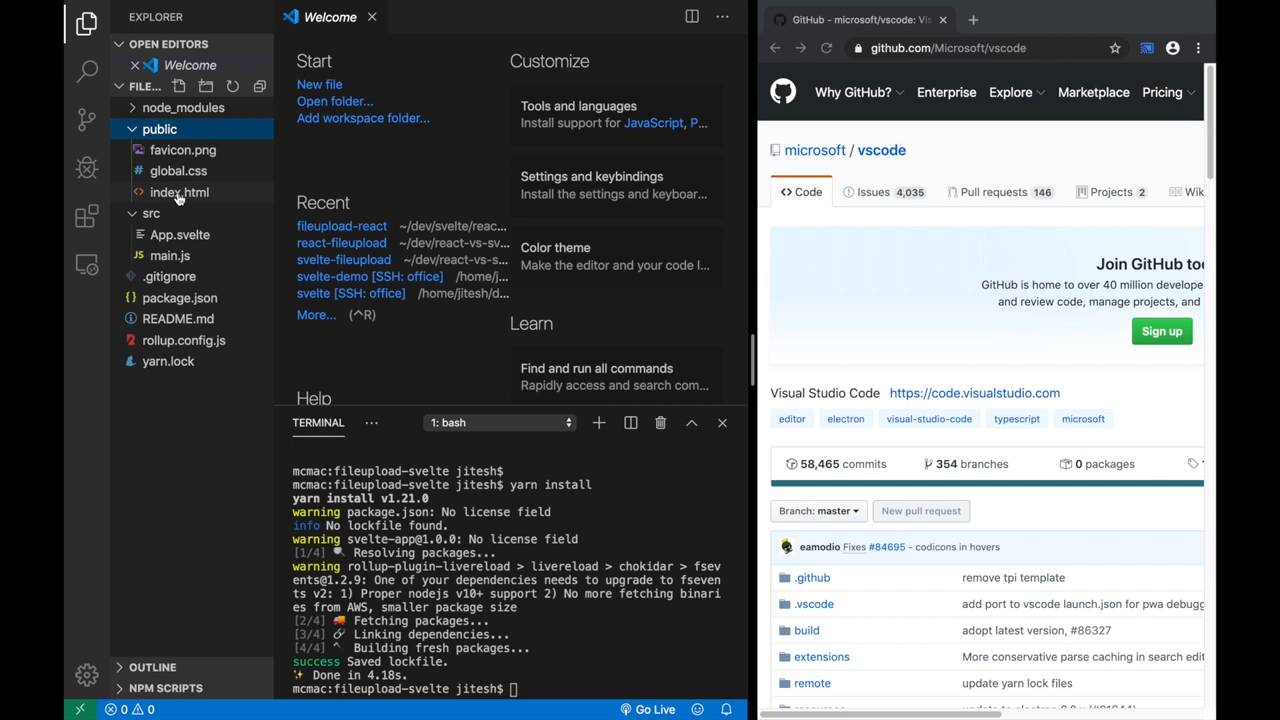 EXPLORER
OPEN EDITORS
Welcome
FILE...
node_modules
public
favicon.png
# global.css
<> index.html
src
App.svelte
JS main.js
.gitignore
{} package.json
README.md
rollup.config.js
yarn.lock
OUTLINE
NPM SCRIPTS
0 0
Go Live
Welcome
Start
New file
Open folder...
Add workspace folder...
Recent
fileupload-react ~/dev/svelte/reac...
react-fileupload ~/dev/react-vs-sv...
svelte-fileupload ~/dev/react-vs-s...
svelte-demo [SSH: office] /home/j...
svelte [SSH: office] /home/jitesh/d...
More... (^R)
Help
Customize
Tools and languages
Install support for JavaScript, P...
Settings and keybindings
Install the settings and keyboar...
Color theme
Make the editor and your code l...
Learn
Find and run all commands
Rapidly access and search com...
TERMINAL
1: bash
mcmac:fileupload-svelte jitesh$
mcmac:fileupload-svelte jitesh$ yarn install
yarn install v1.21.0
warning package.json: No license field
info No lockfile found.
warning svelte-app@1.0.0: No license field
[1/4] Resolving packages...
warning rollup-plugin-livereload > livereload > chokidar > fsev
ents@1.2.9: One of your dependencies needs to upgrade to fseven
ts v2: 1) Proper nodejs v10+ support 2) No more fetching binari
es from AWS, smaller package size
[2/4] Fetching packages...
[3/4] Linking dependencies...
[4/4] Building fresh packages...
success Saved lockfile.
Done in 4.18s.
mcmac:fileupload-svelte jitesh$
GitHub - microsoft/vscode: Vis
github.com/Microsoft/vscode
Why GitHub? Enterprise Explore Marketplace Pricing
microsoft / vscode
<> Code Issues 4,035 Pull requests 146 Projects 2 Wik
Join GitHub too
GitHub is home to over 40 million develope
and review code, manage projects, and
Sign up
Visual Studio Code https://code.visualstudio.com
editor electron visual-studio-code typescript microsoft
58,465 commits 354 branches 0 packages
Branch: master New pull request
eamodio Fixes #84695 - codicons in hovers
.github remove tpi template
.vscode add port to vscode launch.json for pwa debugg
build adopt latest version, #86327
extensions More conservative parse caching in search edit
remote update yarn lock files